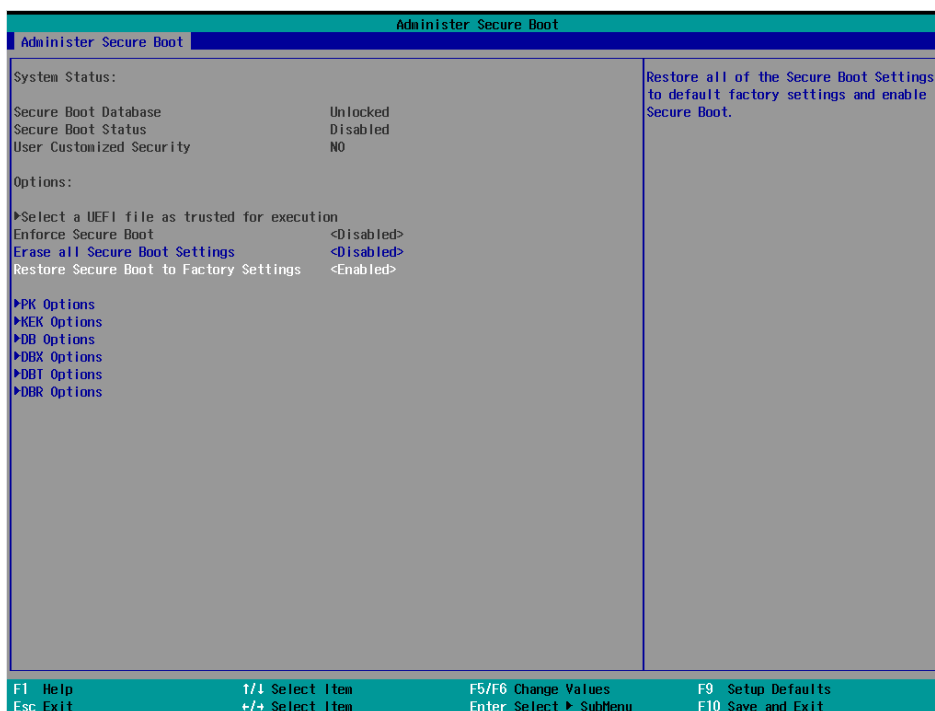 Administer Secure Boot
Administer Secure Boot
System Status:
Secure Boot Database Unlocked
Secure Boot Status Disabled
User Customized Security NO
Options:
▶Select a UEFI file as trusted for execution
Enforce Secure Boot <Disabled>
Erase all Secure Boot Settings <Disabled>
Restore Secure Boot to Factory Settings <Enabled>
▶PK Options
▶KEK Options
▶DB Options
▶DBX Options
▶DBT Options
▶DBR Options
Restore all of the Secure Boot Settings
to default factory settings and enable
Secure Boot.
F1 Help ↑/↓ Select Item F5/F6 Change Values F9 Setup Defaults
Esc Exit ←/→ Select Item Enter Select ▶ SubMenu F10 Save and Exit